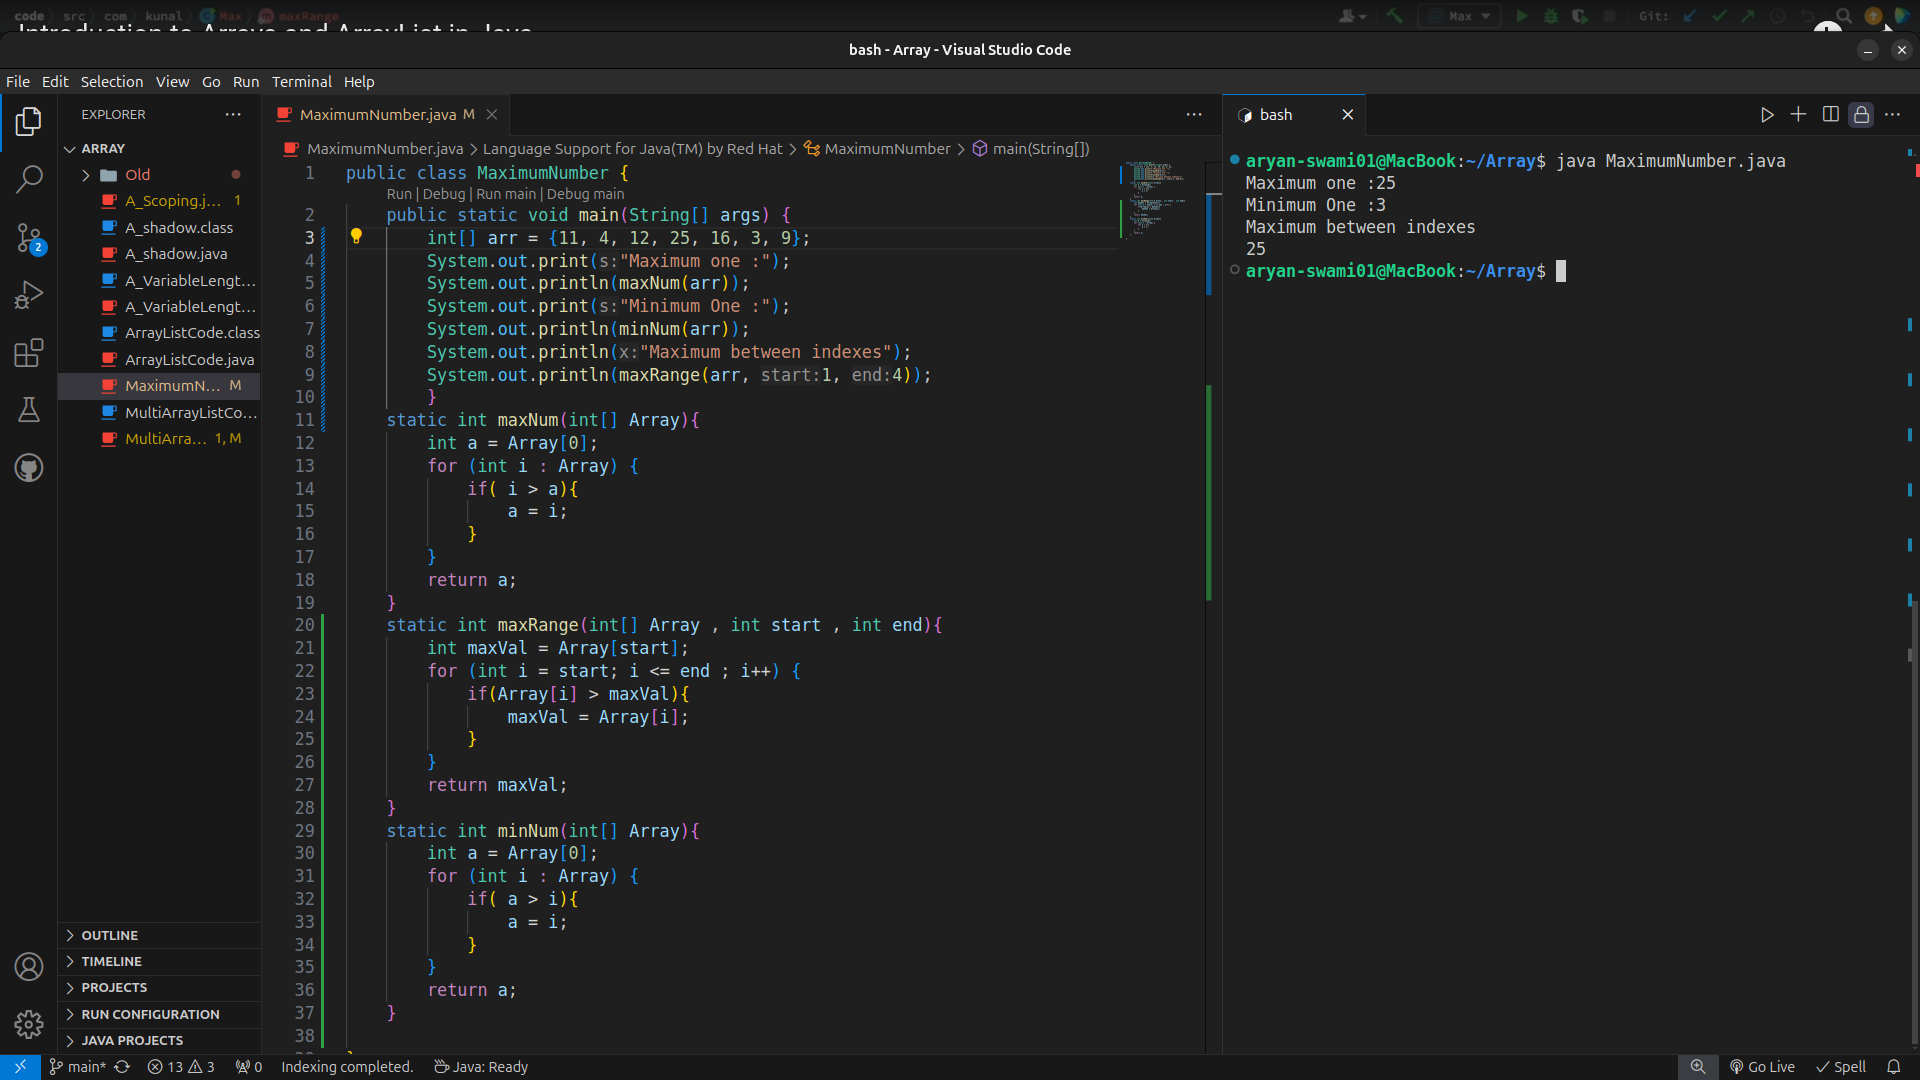 code src com kunal Max maxRange
Max Git:
Introduction to Arrays and ArrayList in Java
bash - Array - Visual Studio Code
File Edit Selection View Go Run Terminal Help
EXPLORER
ARRAY
Old
A_Scoping.j... 1
A_shadow.class
A_shadow.java
A_VariableLengt...
A_VariableLengt...
ArrayListCode.class
ArrayListCode.java
MaximumN... M
MultiArrayListCo...
MultiArra... 1, M
OUTLINE
TIMELINE
PROJECTS
RUN CONFIGURATION
JAVA PROJECTS
2
MaximumNumber.java M
MaximumNumber.java > Language Support for Java(TM) by Red Hat > MaximumNumber > main(String[])
1 public class MaximumNumber {
Run | Debug | Run main | Debug main
2 public static void main(String[] args) {
3 int[] arr = {11, 4, 12, 25, 16, 3, 9};
4 System.out.print(s:"Maximum one :");
5 System.out.println(maxNum(arr));
6 System.out.print(s:"Minimum One :");
7 System.out.println(minNum(arr));
8 System.out.println(x:"Maximum between indexes");
9 System.out.println(maxRange(arr, start:1, end:4));
10 }
11 static int maxNum(int[] Array){
12 int a = Array[0];
13 for (int i : Array) {
14 if( i > a){
15 a = i;
16 }
17 }
18 return a;
19 }
20 static int maxRange(int[] Array , int start , int end){
21 int maxVal = Array[start];
22 for (int i = start; i <= end ; i++) {
23 if(Array[i] > maxVal){
24 maxVal = Array[i];
25 }
26 }
27 return maxVal;
28 }
29 static int minNum(int[] Array){
30 int a = Array[0];
31 for (int i : Array) {
32 if( a > i){
33 a = i;
34 }
35 }
36 return a;
37 }
38
bash
aryan-swami01@MacBook:~/Array$ java MaximumNumber.java
Maximum one :25
Minimum One :3
Maximum between indexes
25
aryan-swami01@MacBook:~/Array$
main* 13 3 0 Indexing completed. Java: Ready Go Live Spell